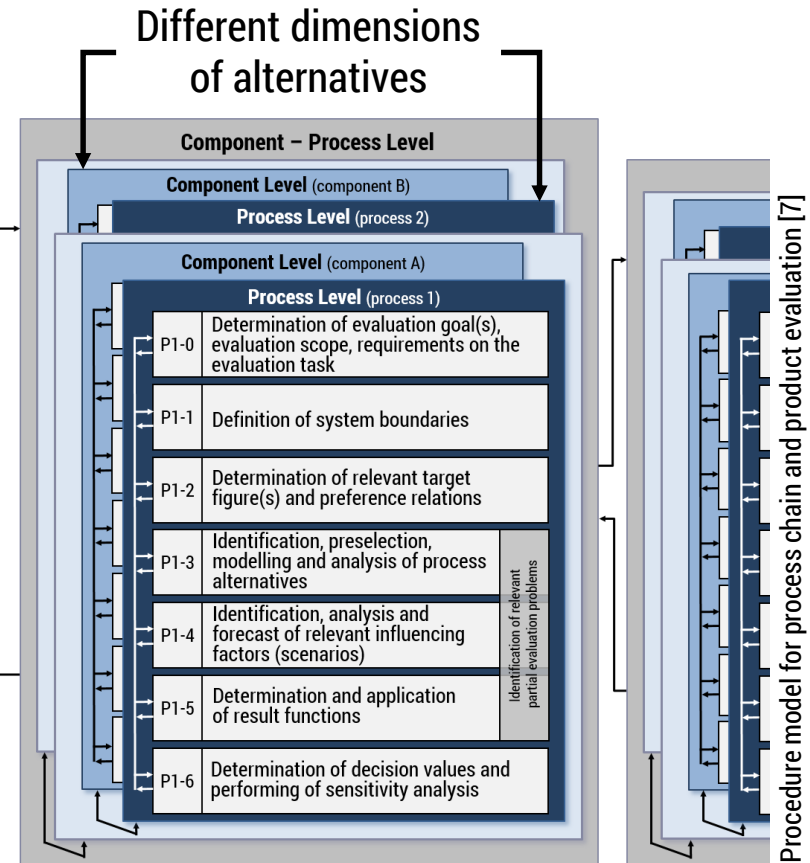 Different dimensions
of alternatives
Component – Process Level
Component Level (component B)
Process Level (process 2)
Component Level (component A)
Process Level (process 1)
P1-0
Determination of evaluation goal(s),
evaluation scope, requirements on the
evaluation task
P1-1
Definition of system boundaries
P1-2
Determination of relevant target
figure(s) and preference relations
P1-3
Identification, preselection,
modelling and analysis of process
alternatives
P1-4
Identification, analysis and
forecast of relevant influencing
factors (scenarios)
P1-5
Determination and application
of result functions
Identification of relevant
partial evaluation problems
P1-6
Determination of decision values and
performing of sensitivity analysis
Procedure model for process chain and product evaluation [7]